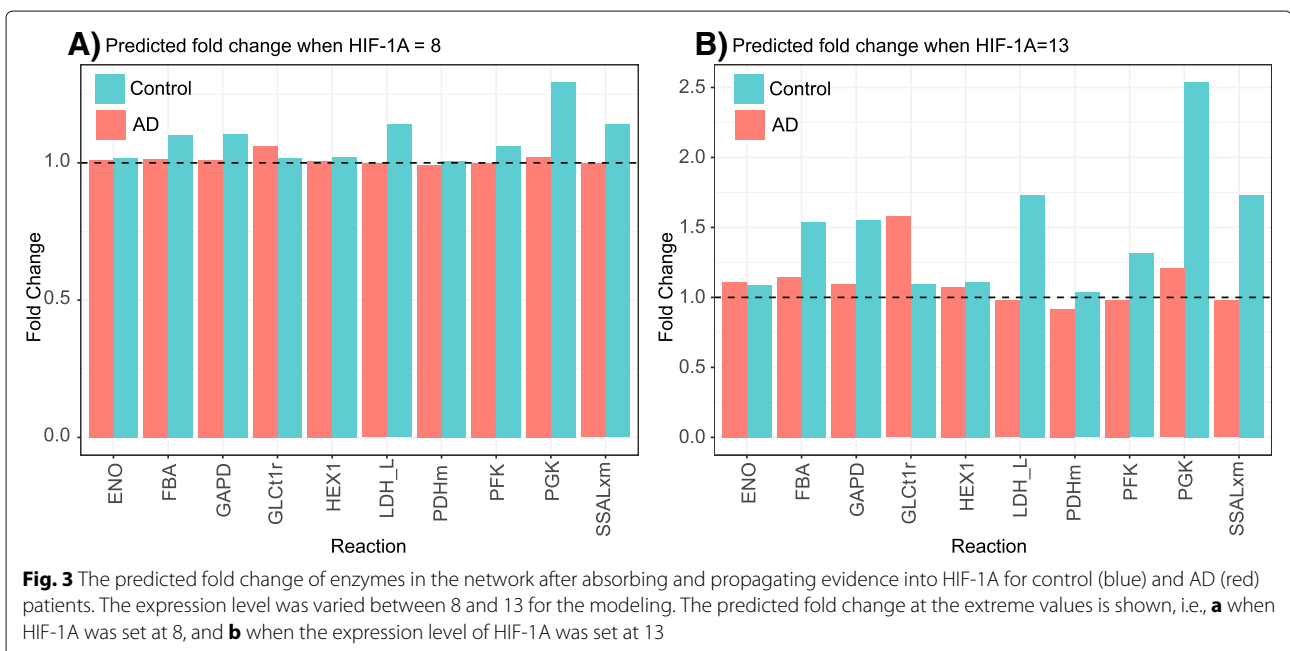 A) Predicted fold change when HIF-1A = 8
Control
AD
1.0
0.5
0.0
Fold Change
ENO
FBA
GAPD
GLCt1r
HEX1
LDH_L
PDHm
PFK
PGK
SSALxm
Reaction
B) Predicted fold change when HIF-1A=13
Control
AD
2.5
2.0
1.5
1.0
0.5
0.0
Fold Change
ENO
FBA
GAPD
GLCt1r
HEX1
LDH_L
PDHm
PFK
PGK
SSALxm
Reaction
Fig. 3 The predicted fold change of enzymes in the network after absorbing and propagating evidence into HIF-1A for control (blue) and AD (red)
patients. The expression level was varied between 8 and 13 for the modeling. The predicted fold change at the extreme values is shown, i.e., a when
HIF-1A was set at 8, and b when the expression level of HIF-1A was set at 13